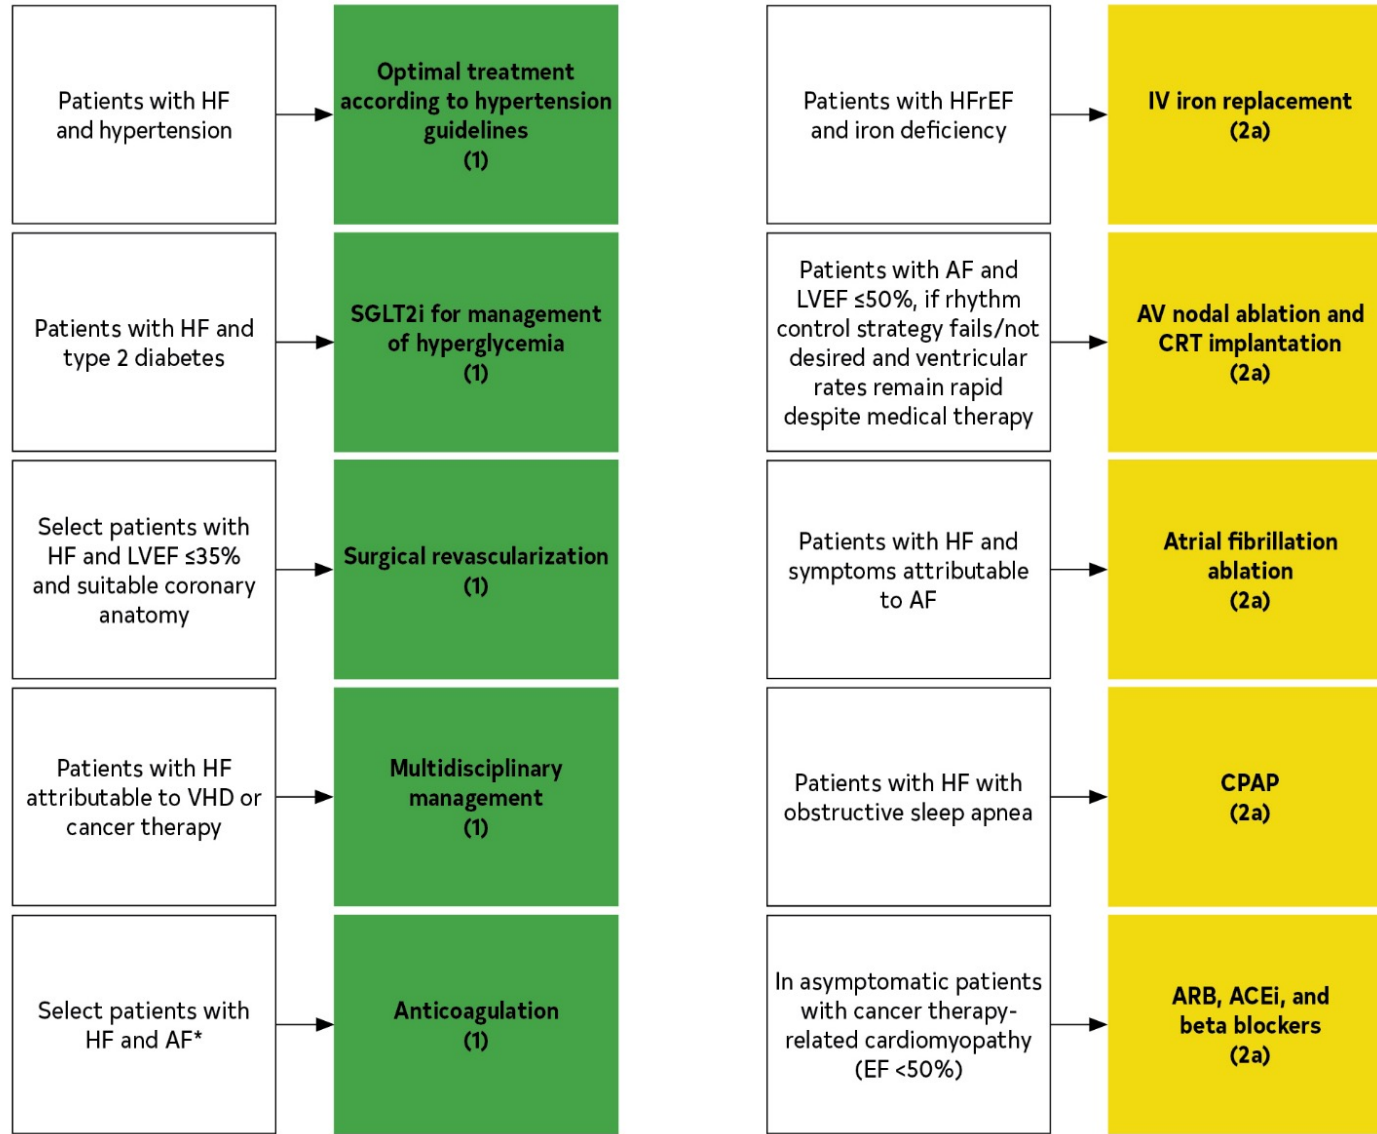 Patients with HF
and hypertension
Optimal treatment
according to hypertension
guidelines
(1)
Patients with HF and
type 2 diabetes
SGLT2i for management
of hyperglycemia
(1)
Select patients with
HF and LVEF ≤35%
and suitable coronary
anatomy
Surgical revascularization
(1)
Patients with HF
attributable to VHD or
cancer therapy
Multidisciplinary
management
(1)
Select patients with
HF and AF*
Anticoagulation
(1)
Patients with HFrEF
and iron deficiency
IV iron replacement
(2a)
Patients with AF and
LVEF ≤50%, if rhythm
control strategy fails/not
desired and ventricular
rates remain rapid
despite medical therapy
AV nodal ablation and
CRT implantation
(2a)
Patients with HF and
symptoms attributable
to AF
Atrial fibrillation
ablation
(2a)
Patients with HF with
obstructive sleep apnea
CPAP
(2a)
In asymptomatic patients
with cancer therapy-
related cardiomyopathy
(EF <50%)
ARB, ACEi, and
beta blockers
(2a)